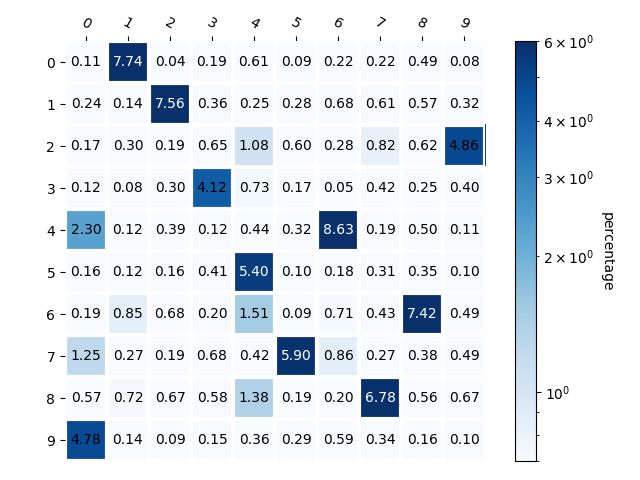 0 1 2 3 4 5 6 7 8 9
0 0.11 7.74 0.04 0.19 0.61 0.09 0.22 0.22 0.49 0.08
1 0.24 0.14 7.56 0.36 0.25 0.28 0.68 0.61 0.57 0.32
2 0.17 0.30 0.19 0.65 1.08 0.60 0.28 0.82 0.62 4.86
3 0.12 0.08 0.30 4.12 0.73 0.17 0.05 0.42 0.25 0.40
4 2.30 0.12 0.39 0.12 0.44 0.32 8.63 0.19 0.50 0.11
5 0.16 0.12 0.16 0.41 5.40 0.10 0.18 0.31 0.35 0.10
6 0.19 0.85 0.68 0.20 1.51 0.09 0.71 0.43 7.42 0.49
7 1.25 0.27 0.19 0.68 0.42 5.90 0.86 0.27 0.38 0.49
8 0.57 0.72 0.67 0.58 1.38 0.19 0.20 6.78 0.56 0.67
9 4.78 0.14 0.09 0.15 0.36 0.29 0.59 0.34 0.16 0.10
6 × 10⁰
4 × 10⁰
3 × 10⁰
2 × 10⁰
10⁰
percentage